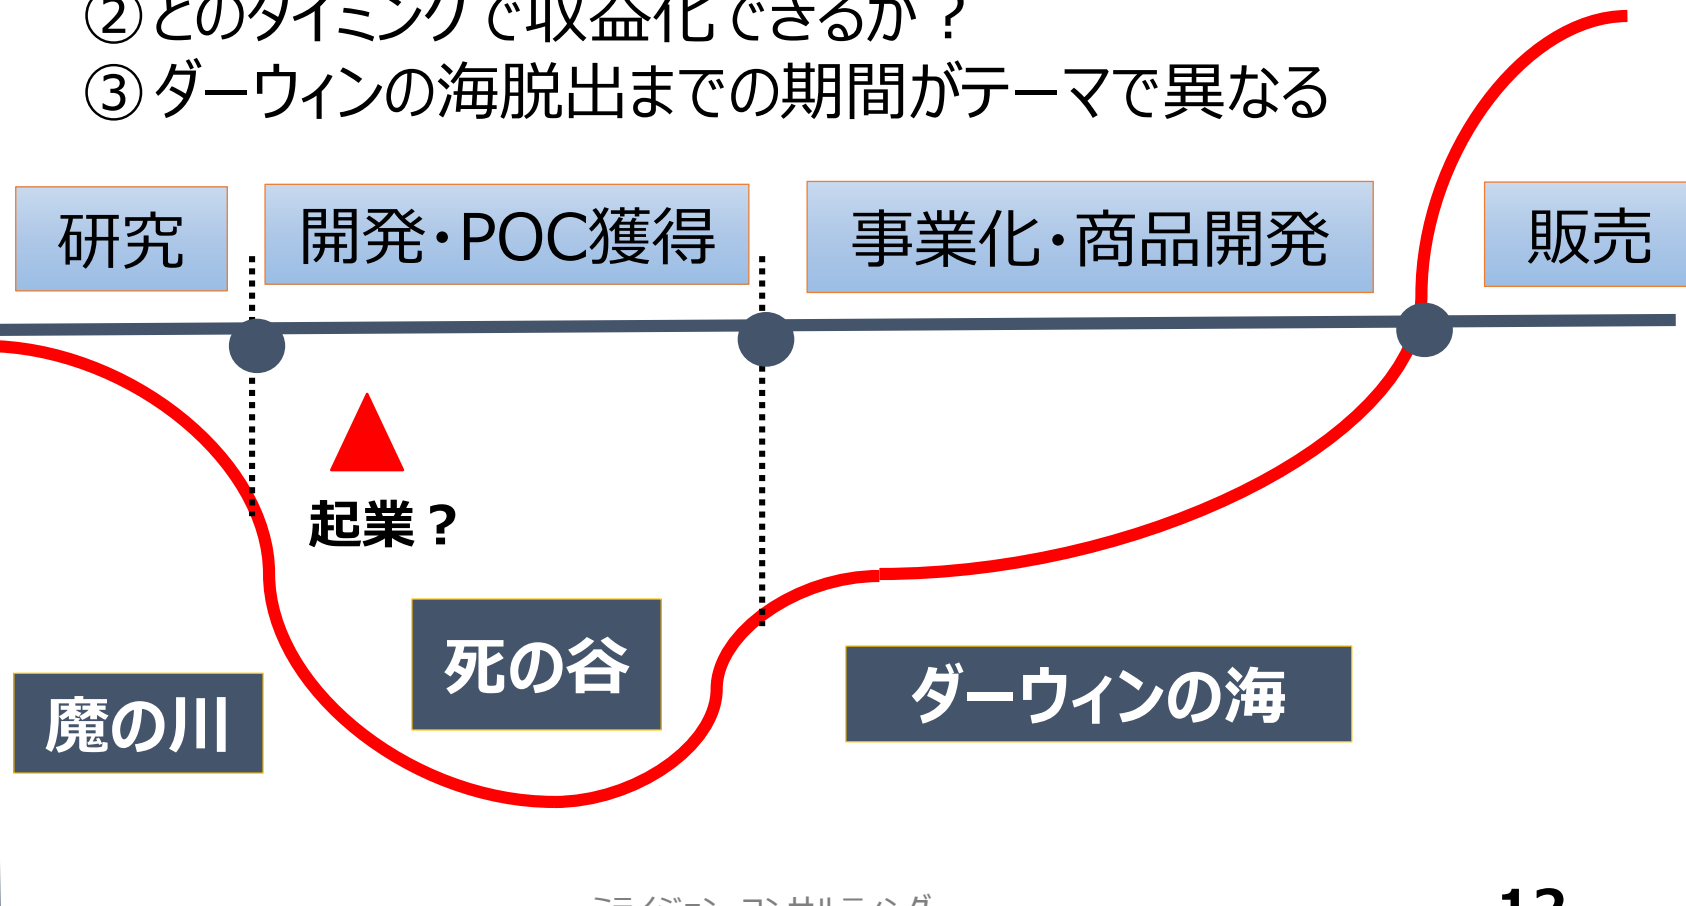 ②どのタイミングで収益化できるか？
③ダーウィンの海脱出までの期間がテーマで異なる
研究
開発・POC獲得
事業化・商品開発
販売
起業？
死の谷
ダーウィンの海
魔の川